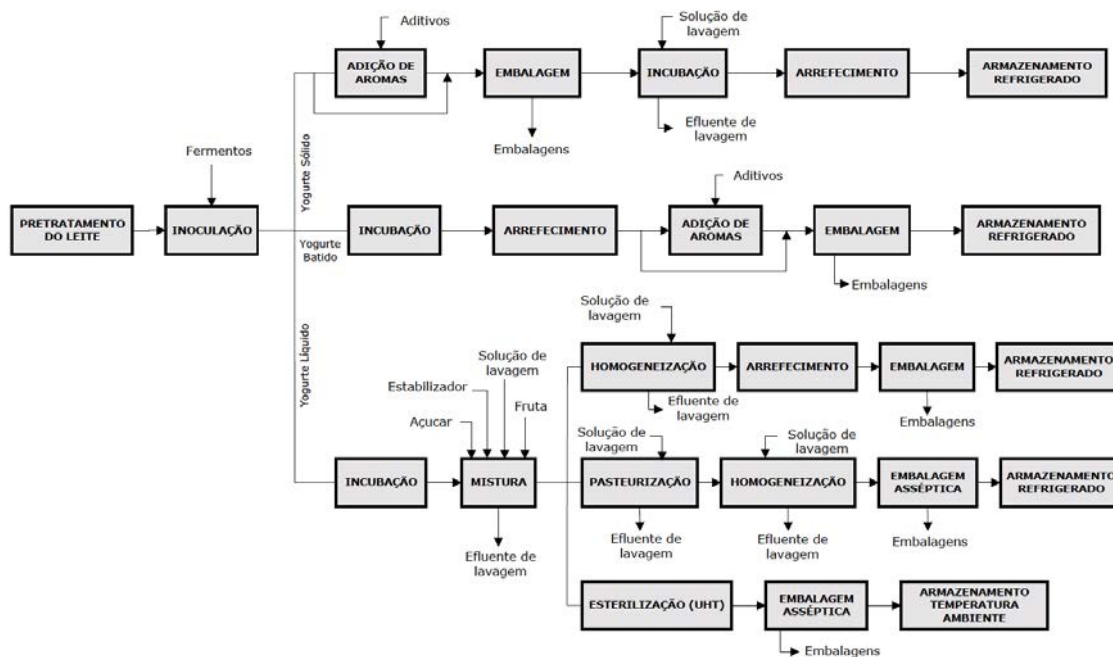 Aditivos
Solução de
lavagem
ADIÇÃO DE
AROMAS
EMBALAGEM
INCUBAÇÃO
ARREFECIMENTO
ARMAZENAMENTO
REFRIGERADO
Embalagens
Efluente de
lavagem
Yogurte Sólido
Fermentos
PRETRATAMENTO
DO LEITE
INOCULAÇÃO
Yogurte
Batido
INCUBAÇÃO
ARREFECIMENTO
Aditivos
ADIÇÃO DE
AROMAS
EMBALAGEM
ARMAZENAMENTO
REFRIGERADO
Embalagens
Yogurte Líquido
Solução de
lavagem
HOMOGENEIZAÇÃO
ARREFECIMENTO
EMBALAGEM
ARMAZENAMENTO
REFRIGERADO
Efluente de
lavagem
Embalagens
Açucar
Estabilizador
Solução de
lavagem
Fruta
INCUBAÇÃO
MISTURA
Efluente de
lavagem
Solução de
lavagem
PASTEURIZAÇÃO
Efluente de
lavagem
Solução de
lavagem
HOMOGENEIZAÇÃO
Efluente de
lavagem
EMBALAGEM
ASSÉPTICA
Embalagens
ARMAZENAMENTO
REFRIGERADO
ESTERILIZAÇÃO (UHT)
EMBALAGEM
ASSÉPTICA
Embalagens
ARMAZENAMENTO
TEMPERATURA
AMBIENTE